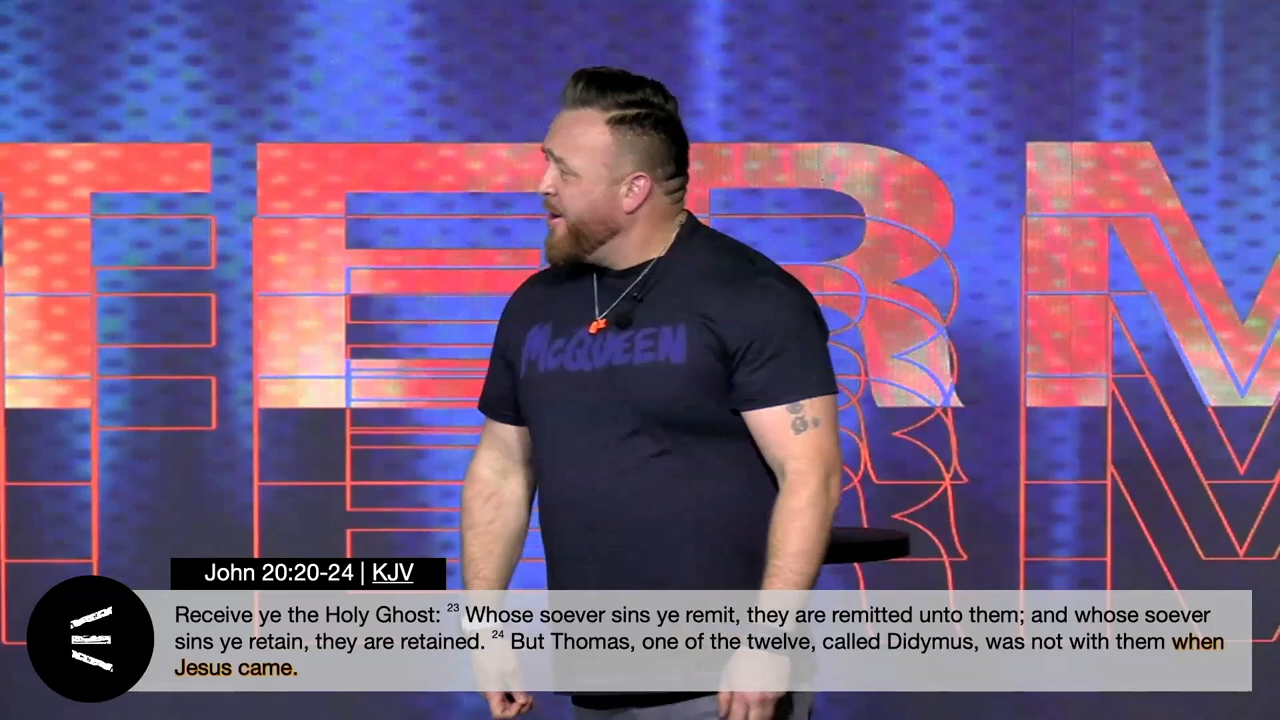 TERM
McQUEEN
John 20:20-24 | KJV
Receive ye the Holy Ghost: 23 Whose soever sins ye remit, they are remitted unto them; and whose soever
sins ye retain, they are retained. 24 But Thomas, one of the twelve, called Didymus, was not with them when
Jesus came.